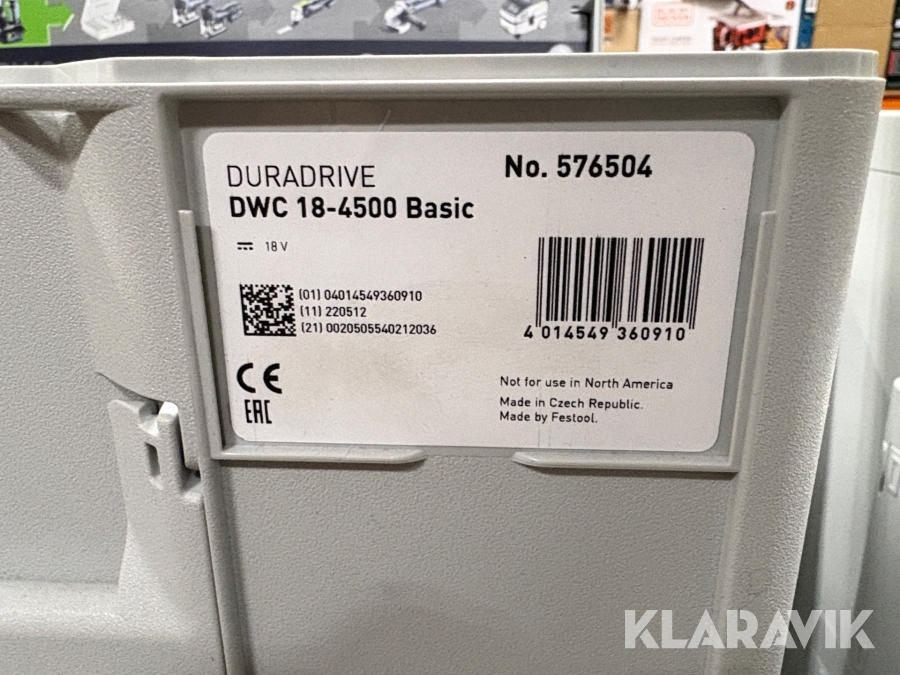 DURADRIVE
DWC 18-4500 Basic
No. 576504
18 V
(01) 04014549360910
(11) 220512
(21) 0020505540212036
4 014549 360910
CE
EAC
Not for use in North America
Made in Czech Republic.
Made by Festool.
KLARAVIK